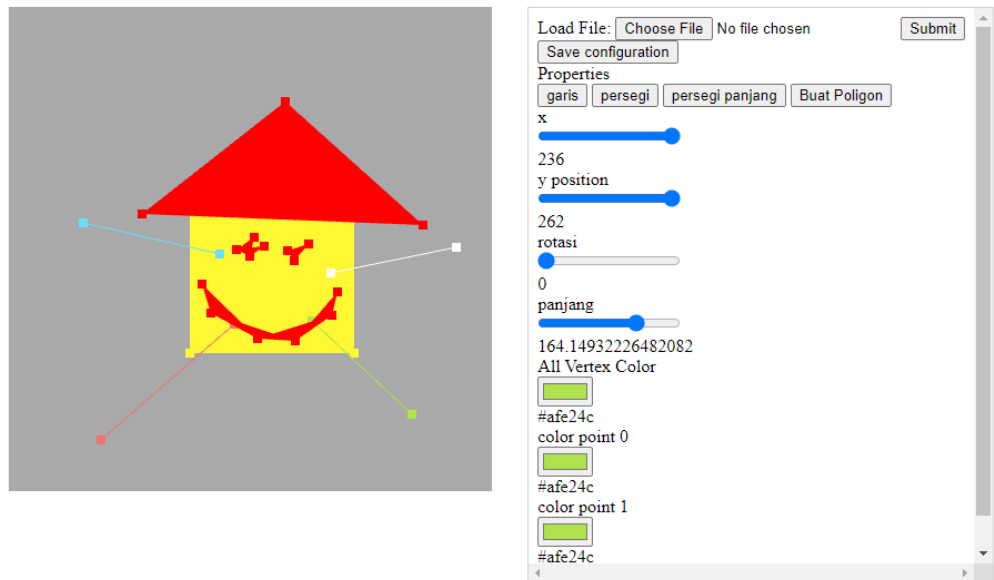 Load File: Choose File No file chosen Submit
Save configuration
Properties
garis persegi persegi panjang Buat Poligon
x
236
y position
262
rotasi
0
panjang
164.14932226482082
All Vertex Color
#afe24c
color point 0
#afe24c
color point 1
#afe24c